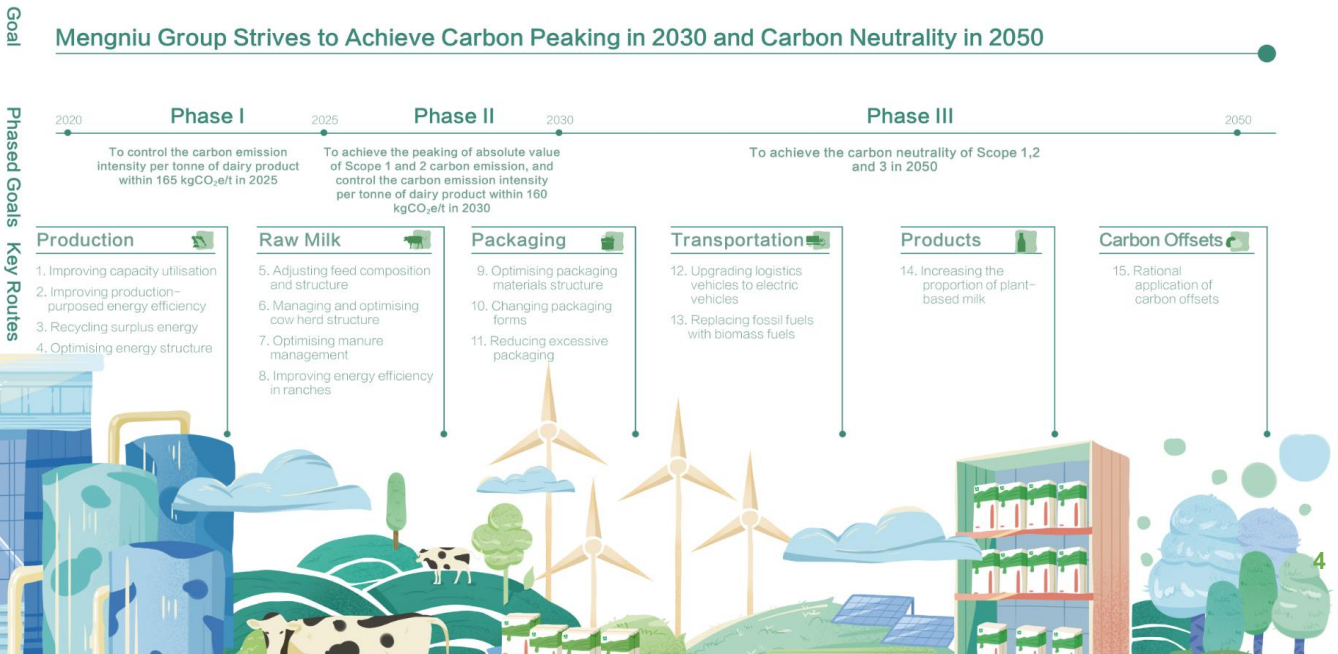 Goal
Mengniu Group Strives to Achieve Carbon Peaking in 2030 and Carbon Neutrality in 2050
Phased Goals
2020
Phase I
2025
Phase II
2030
Phase III
2050
To control the carbon emission
intensity per tonne of dairy product
within 165 kgCO₂e/t in 2025
To achieve the peaking of absolute value
of Scope 1 and 2 carbon emission, and
control the carbon emission intensity
per tonne of dairy product within 160
kgCO₂e/t in 2030
To achieve the carbon neutrality of Scope 1,2
and 3 in 2050
Key Routes
Production
1. Improving capacity utilisation
2. Improving production-
purposed energy efficiency
3. Recycling surplus energy
4. Optimising energy structure
Raw Milk
5. Adjusting feed composition
and structure
6. Managing and optimising
cow herd structure
7. Optimising manure
management
8. Improving energy efficiency
in ranches
Packaging
9. Optimising packaging
materials structure
10. Changing packaging
forms
11. Reducing excessive
packaging
Transportation
12. Upgrading logistics
vehicles to electric
vehicles
13. Replacing fossil fuels
with biomass fuels
Products
14. Increasing the
proportion of plant-
based milk
Carbon Offsets
15. Rational
application of
carbon offsets
4